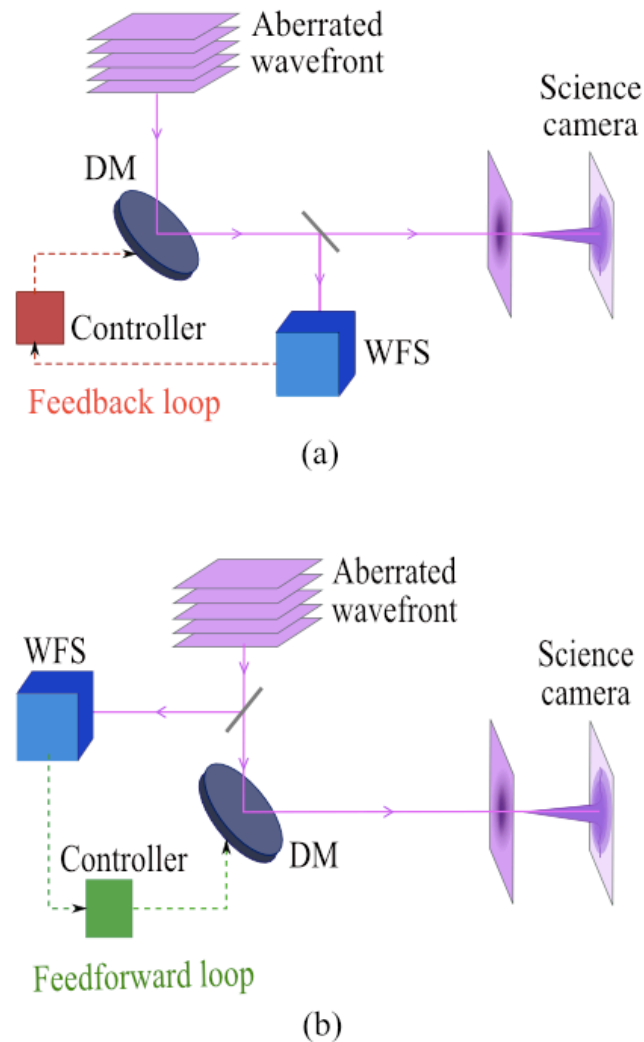 Aberrated
wavefront
Science
camera
DM
Controller
WFS
Feedback loop
(a)
Aberrated
wavefront
WFS
Science
camera
Controller
DM
Feedforward loop
(b)